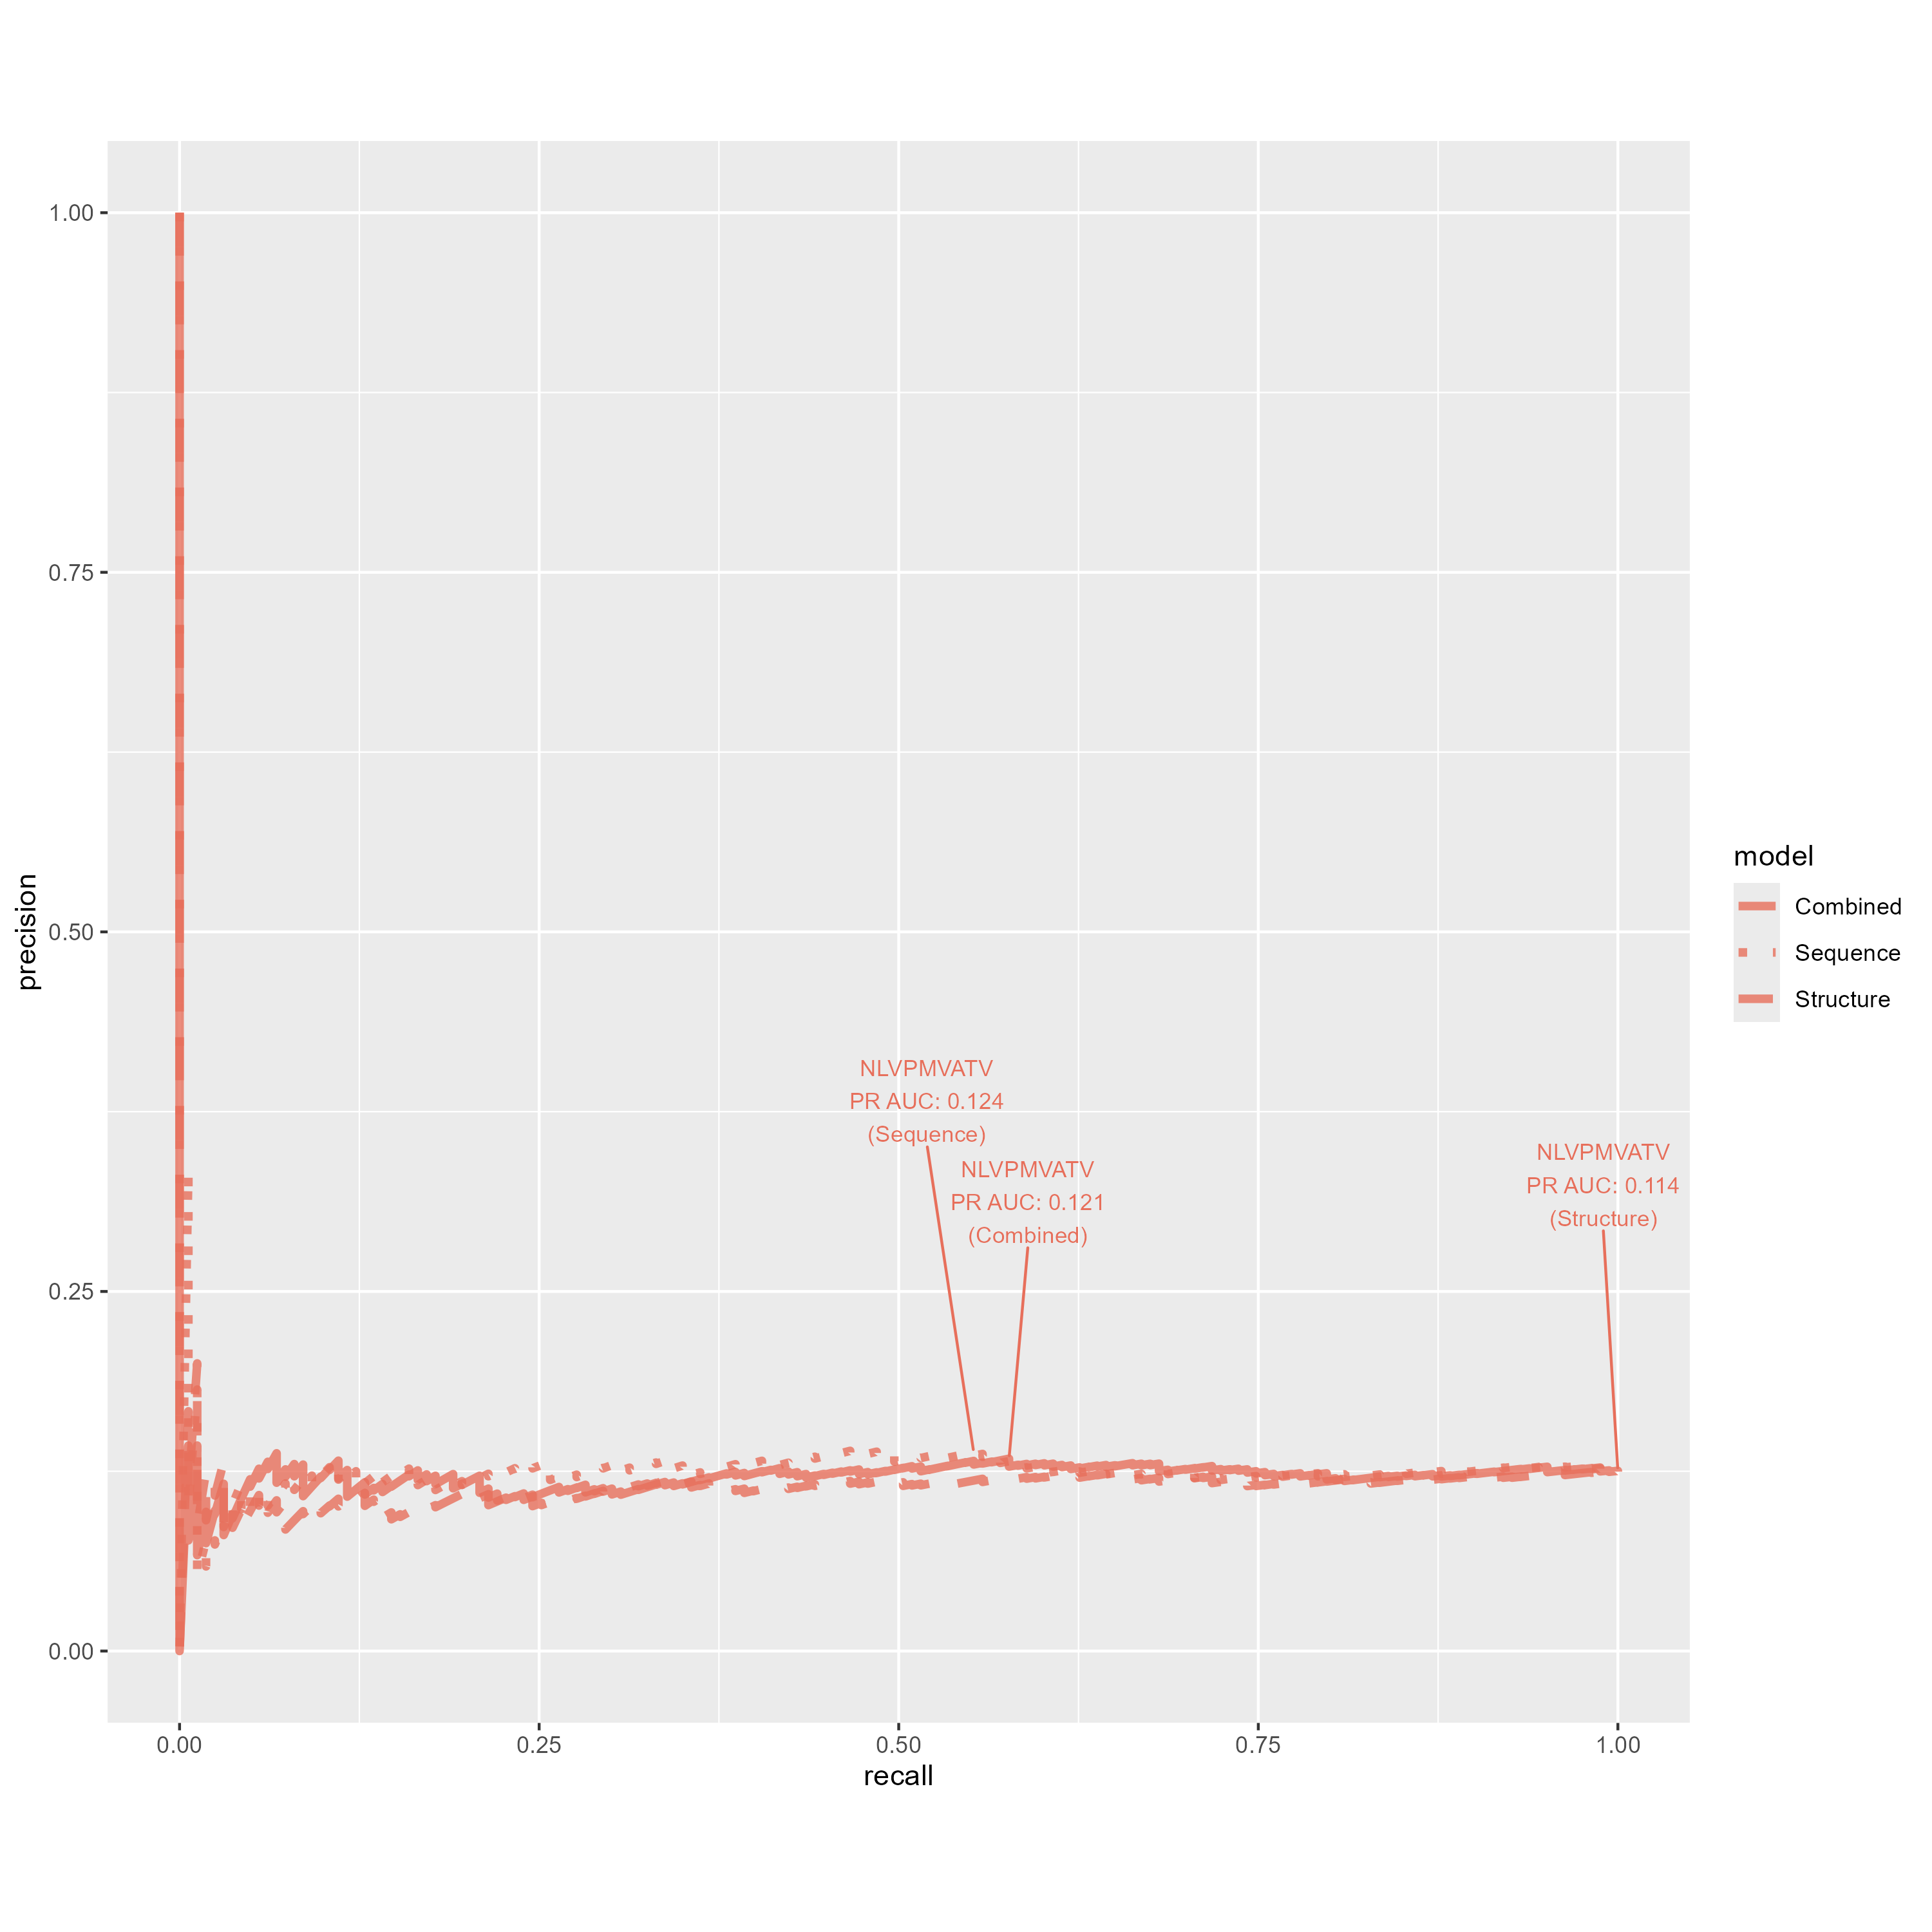 1.00
0.75
0.50
0.25
0.00
precision
NLVPMVATV
PR AUC: 0.124
(Sequence)
NLVPMVATV
PR AUC: 0.121
(Combined)
NLVPMVATV
PR AUC: 0.114
(Structure)
0.00 0.25 0.50 0.75 1.00
recall
model
Combined
Sequence
Structure